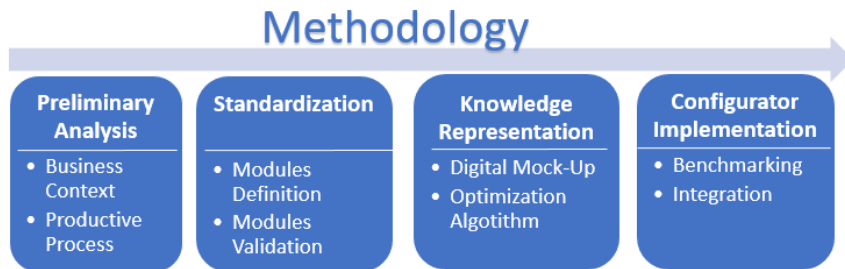 Methodology
Preliminary
Analysis
• Business
Context
• Productive
Process
Standardization
• Modules
Definition
• Modules
Validation
Knowledge
Representation
• Digital Mock-Up
• Optimization
Algotithm
Configurator
Implementation
• Benchmarking
• Integration